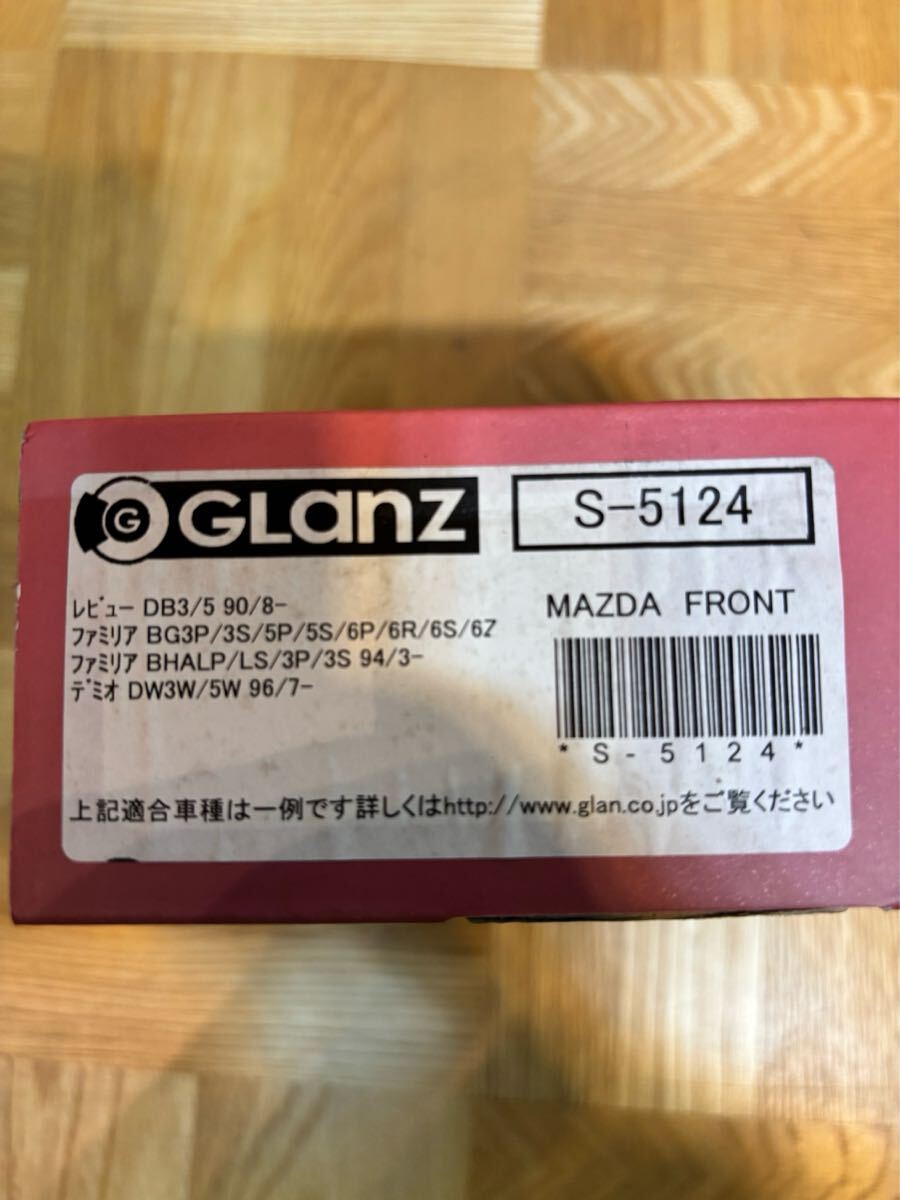 G GLanz
S-5124
ﾚﾋﾞｭｰ DB3/5 90/8-
ﾌｧﾐﾘｱ BG3P/3S/5P/5S/6P/6R/6S/6Z
ﾌｧﾐﾘｱ BHALP/LS/3P/3S 94/3-
ﾃﾞﾐｵ DW3W/5W 96/7-
MAZDA FRONT
*S-5124*
上記適合車種は一例です詳しくはhttp://www.glan.co.jpをご覧ください